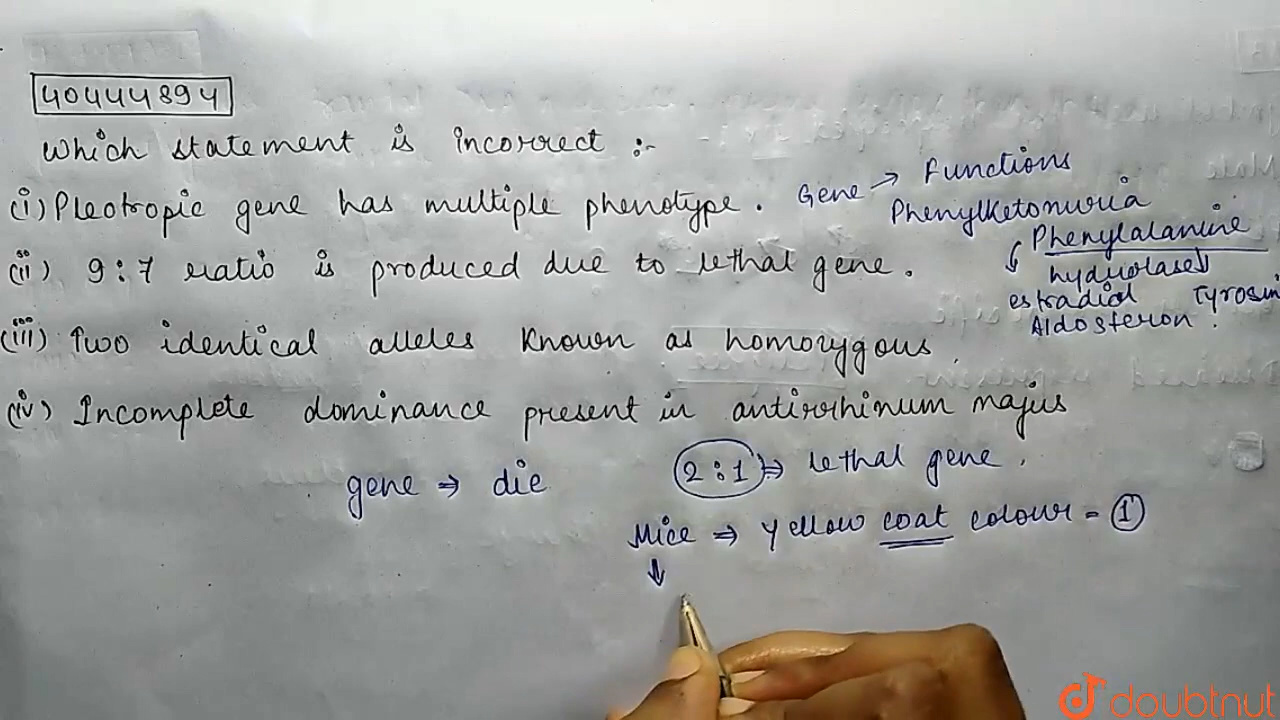 40444894
Which statement is incorrect :-
(i) Pleotropic gene has multiple phenotype.
Gene → Functions
Phenylketonuria
Phenylalanine
hydrolases
estradiol Tyrosin
Aldosteron.
(ii) 9:7 ratio is produced due to lethal gene.
(iii) Two identical alleles known as homozygous.
(iv) Incomplete dominance present in antirrhinum majus
gene ⇒ die
2:1 ⇒ lethal gene.
Mice ⇒ yellow coat colour = 1
doubtnut